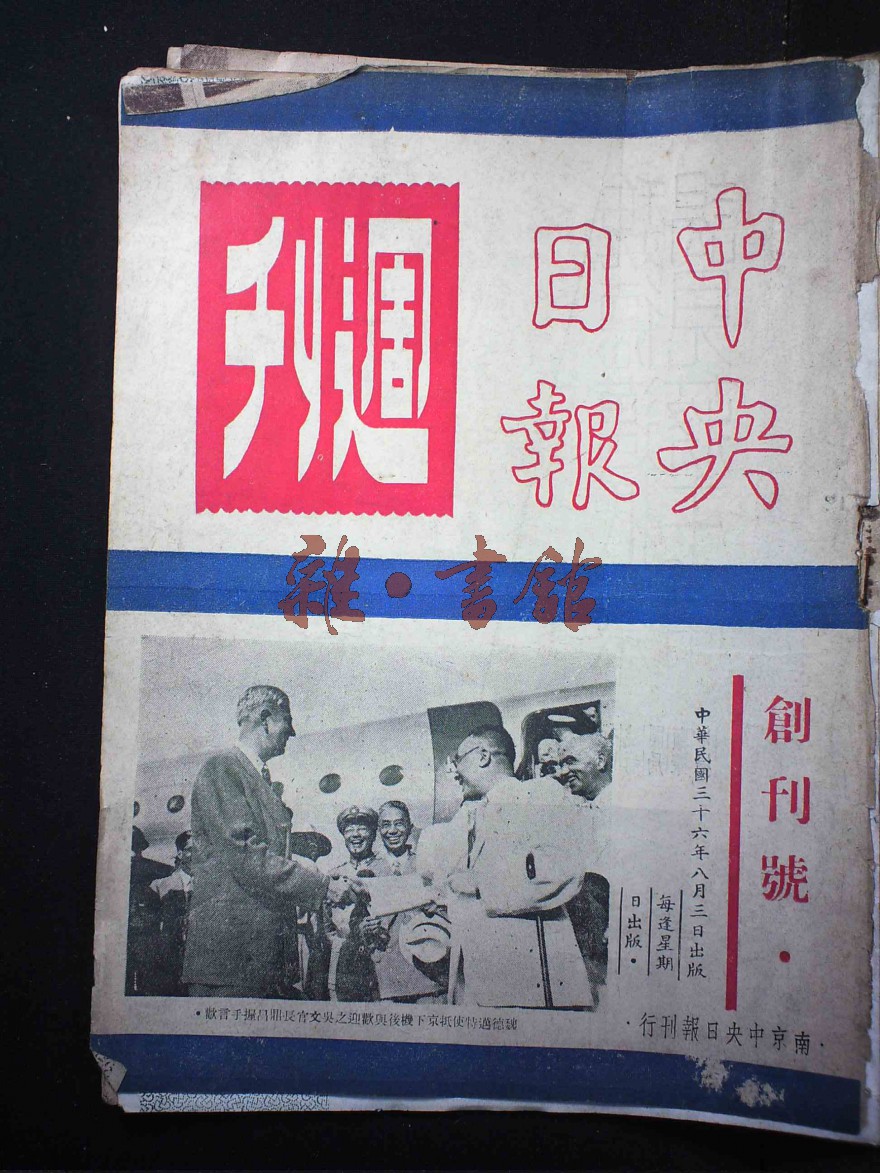 中央
日報
週刊
雜·書館
創刊號·
中華民國三十六年八月三日出版
每逢星期
日出版·
魏德邁特使抵京下機後與歡迎之吳文官長鼎昌握手言歡·
·南京中央日報刊行·